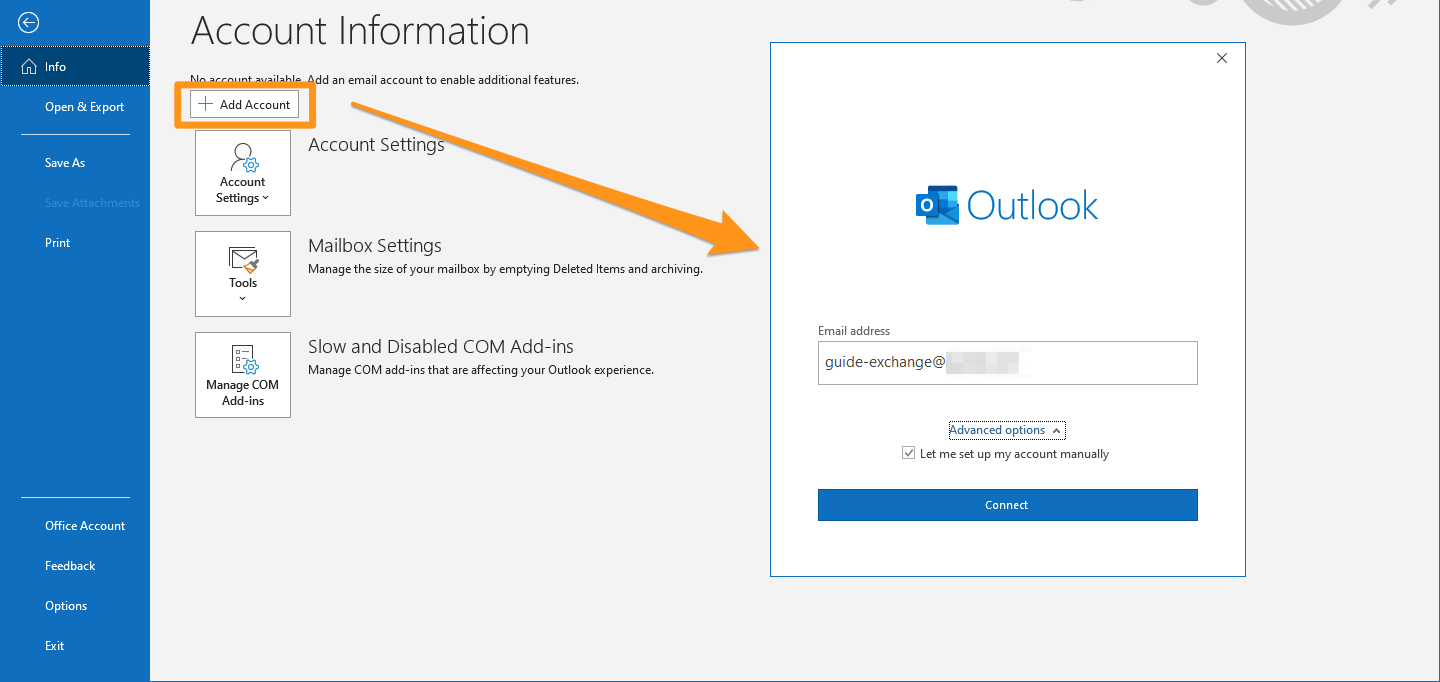 Account Information
Info
No account available. Add an email account to enable additional features.
Open & Export
Add Account
Account Settings
Save As
Account
Settings
Save Attachments
Outlook
Print
Mailbox Settings
Manage the size of your mailbox by emptying Deleted Items and archiving.
Tools
Email address
Slow and Disabled COM Add-ins
guide-exchange@
Manage COM add-ins that are affecting your Outlook experience.
Manage COM
Add-ins
Advanced options
Let me set up my account manually
Connect
Office Account
Feedback
Options
Exit